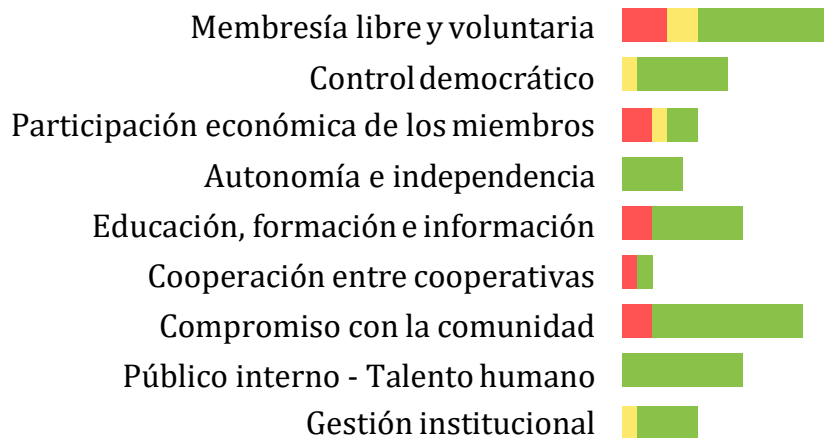 Membresía libre y voluntaria
Control democrático
Participación económica de los miembros
Autonomía e independencia
Educación, formación e información
Cooperación entre cooperativas
Compromiso con la comunidad
Público interno - Talento humano
Gestión institucional